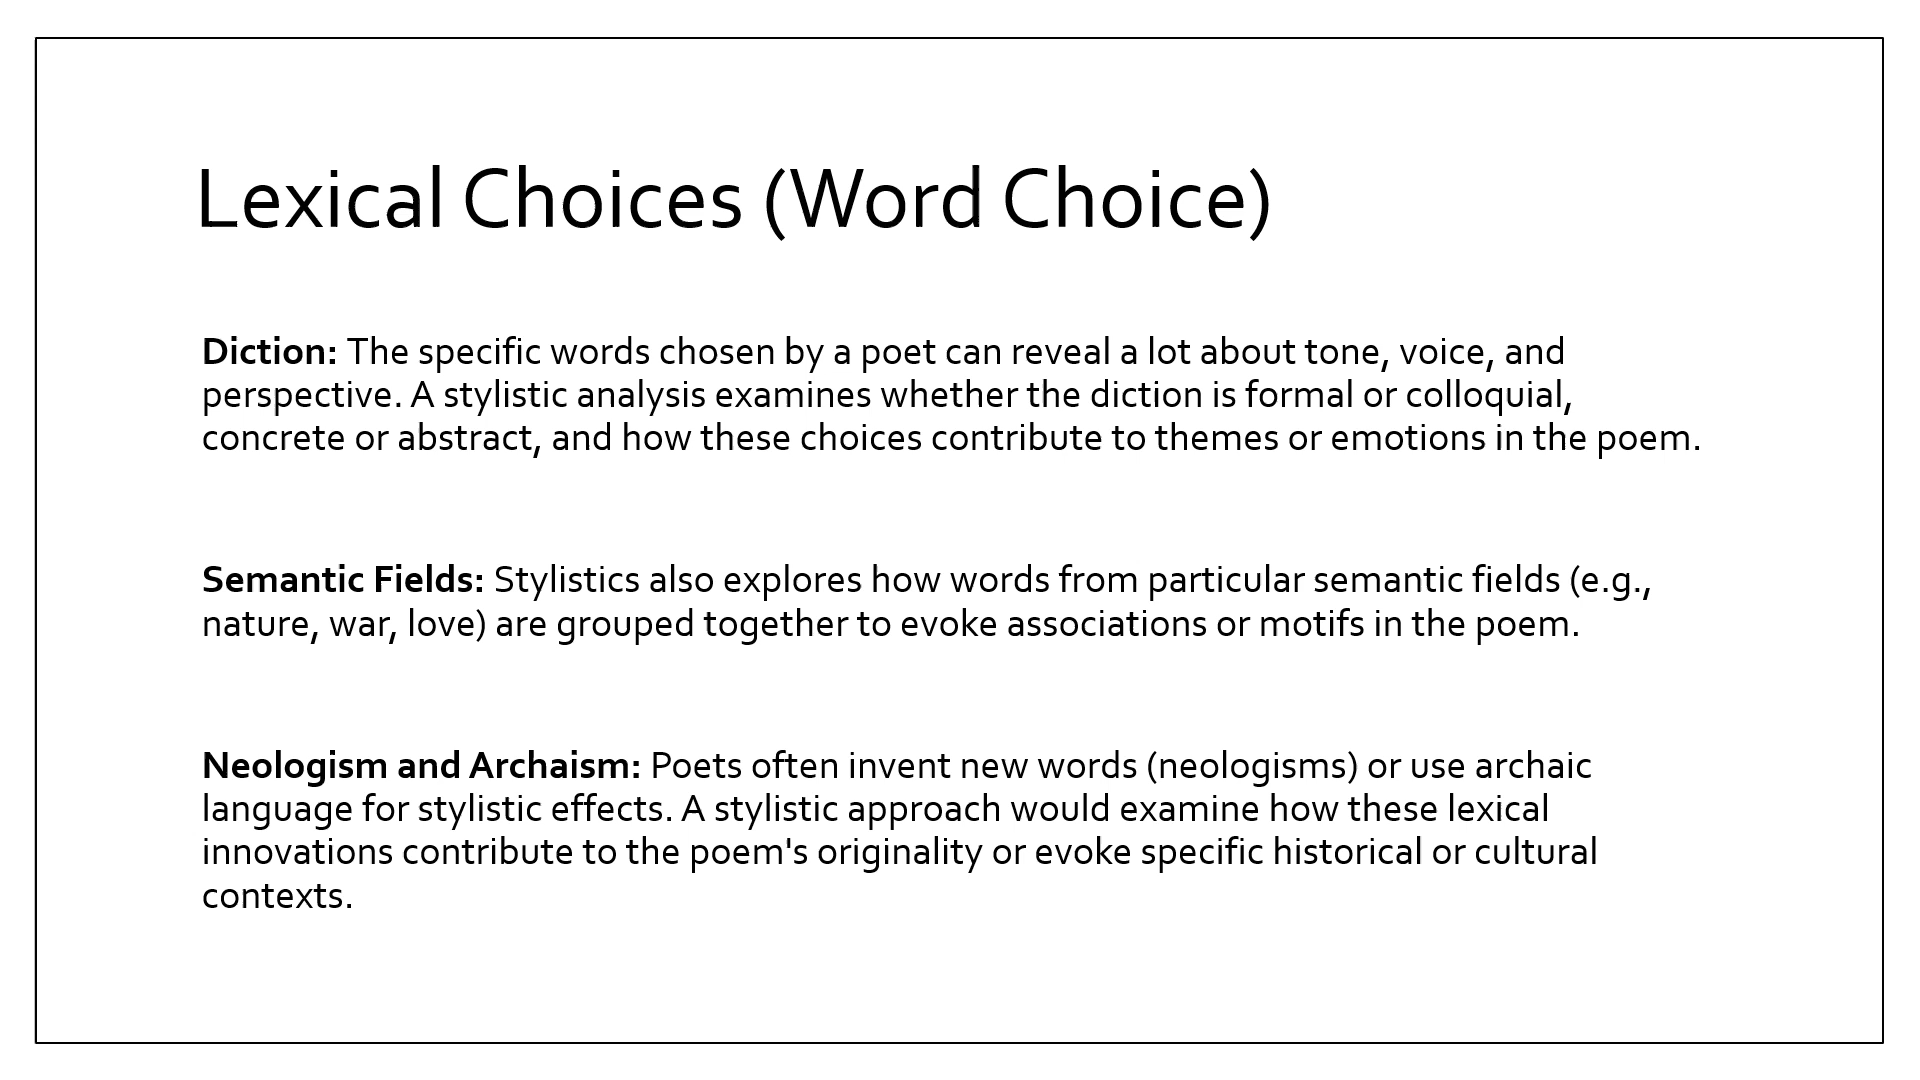 Lexical Choices (Word Choice)
Diction: The specific words chosen by a poet can reveal a lot about tone, voice, and
perspective. A stylistic analysis examines whether the diction is formal or colloquial,
concrete or abstract, and how these choices contribute to themes or emotions in the poem.
Semantic Fields: Stylistics also explores how words from particular semantic fields (e.g.,
nature, war, love) are grouped together to evoke associations or motifs in the poem.
Neologism and Archaism: Poets often invent new words (neologisms) or use archaic
language for stylistic effects. A stylistic approach would examine how these lexical
innovations contribute to the poem's originality or evoke specific historical or cultural
contexts.